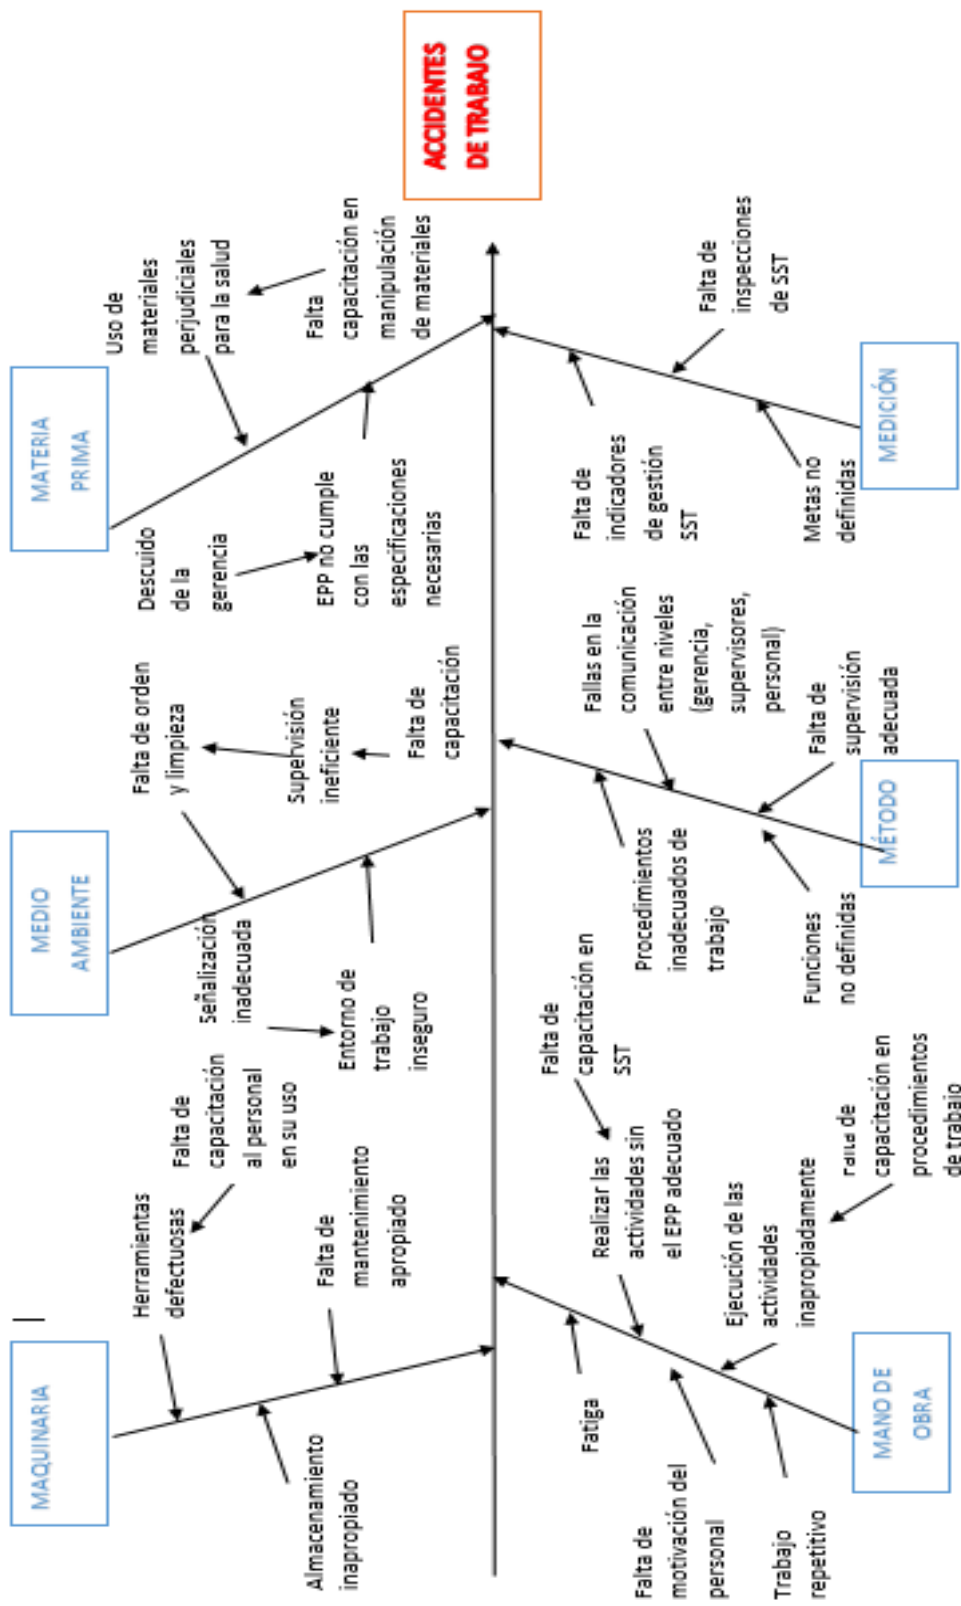 MAQUINARIA
Herramientas
defectuosas
Falta de
capacitación
al personal
en su uso
Almacenamiento
inapropiado
Falta de
mantenimiento
apropiado
MEDIO
AMBIENTE
Falta de orden
y limpieza
Señalización
inadecuada
Supervisión
ineficiente
Entorno de
trabajo
inseguro
Falta de
capacitación
MATERIA
PRIMA
Uso de
materiales
perjudiciales
para la salud
Descuido
de la
gerencia
Falta
capacitación en
manipulación
de materiales
EPP no cumple
con las
especificaciones
necesarias
ACCIDENTES
DE TRABAJO
Fatiga
Realizar las
actividades sin
el EPP adecuado
Falta de
capacitación en
SST
Falta de
motivación del
personal
Ejecución de las
actividades
inapropiadamente
Trabajo
repetitivo
Falta de
capacitación en
procedimientos
de trabajo
MANO DE
OBRA
Procedimientos
inadecuados de
trabajo
Fallas en la
comunicación
entre niveles
(gerencia,
supervisores,
personal)
Funciones
no definidas
Falta de
supervisión
adecuada
MÉTODO
Falta de
indicadores
de gestión
SST
Falta de
inspecciones
de SST
Metas no
definidas
MEDICIÓN